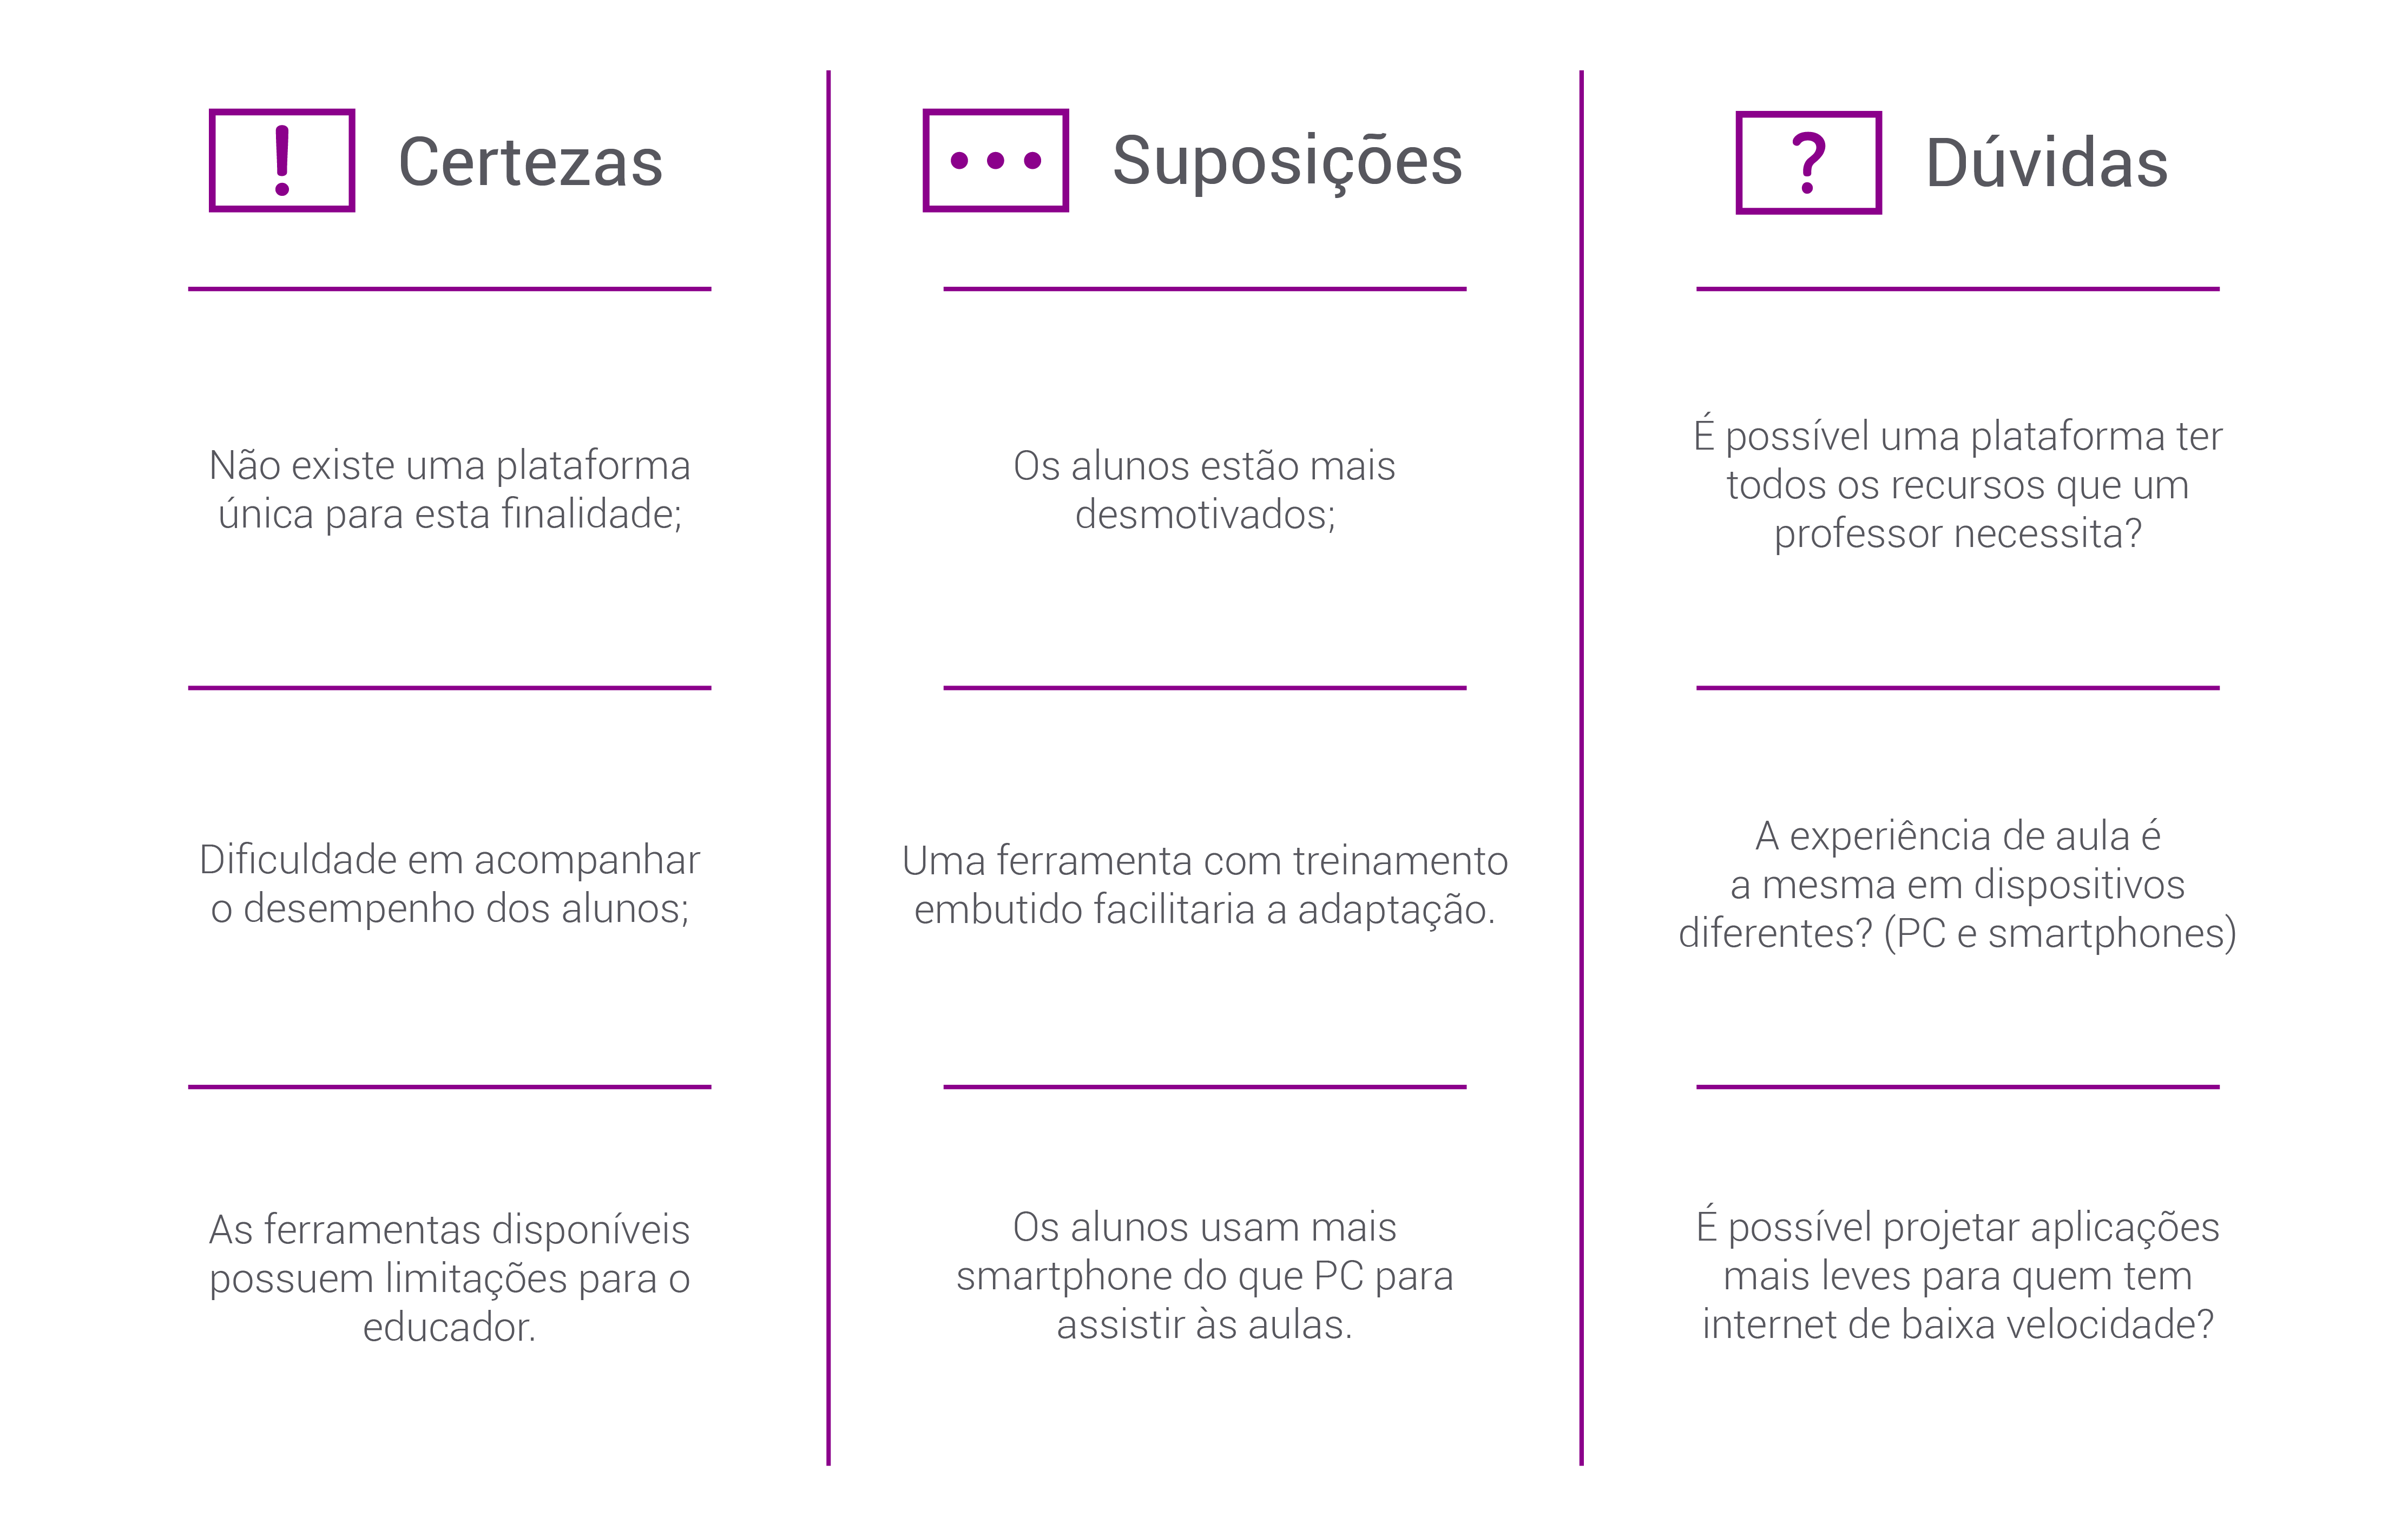 !
Certezas
Não existe uma plataforma
única para esta finalidade;
Dificuldade em acompanhar
o desempenho dos alunos;
As ferramentas disponíveis
possuem limitações para o
educador.
...
Suposições
Os alunos estão mais
desmotivados;
Uma ferramenta com treinamento
embutido facilitaria a adaptação.
Os alunos usam mais
smartphone do que PC para
assistir às aulas.
?
Dúvidas
É possível uma plataforma ter
todos os recursos que um
professor necessita?
A experiência de aula é
a mesma em dispositivos
diferentes? (PC e smartphones)
É possível projetar aplicações
mais leves para quem tem
internet de baixa velocidade?